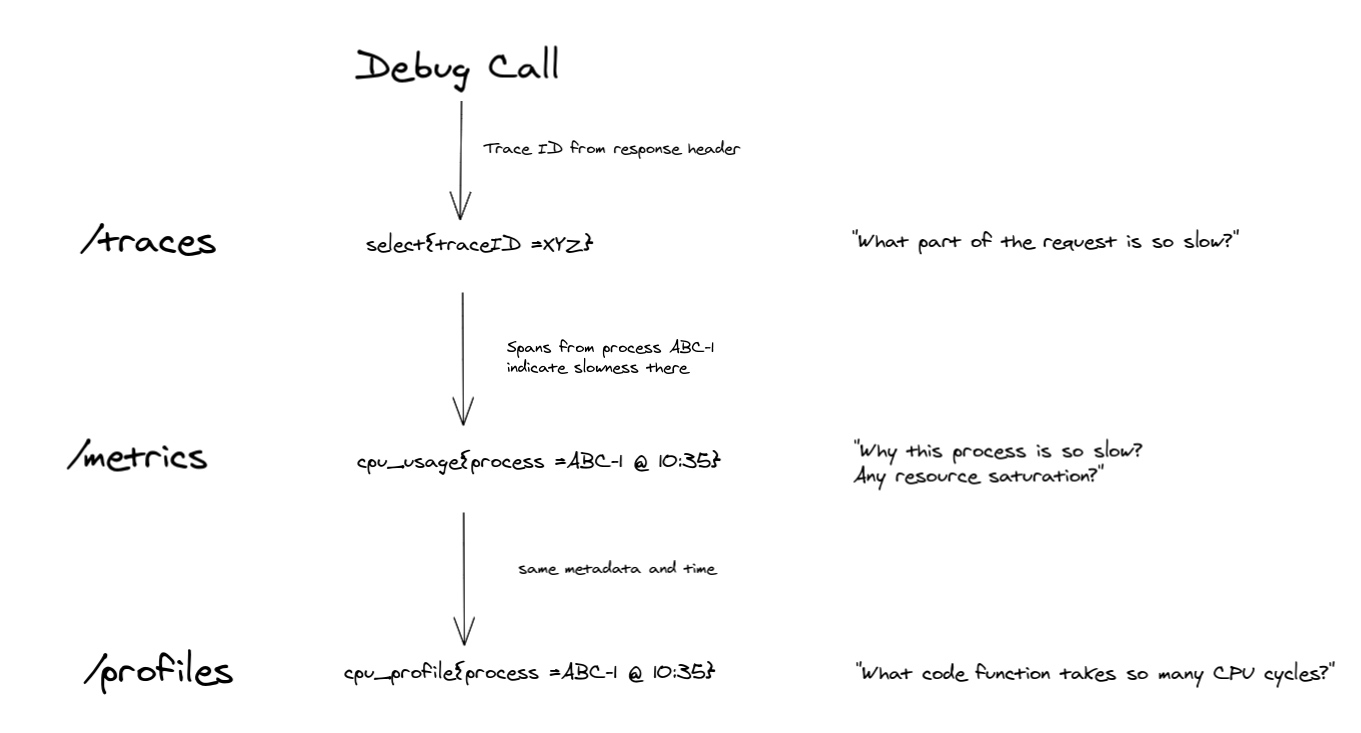 Debug Call
Trace ID from response header
/traces
select{traceID =XYZ}
"What part of the request is so slow?"
Spans from process ABC-1
indicate slowness there
/metrics
cpu_usage{process =ABC-1 @ 10:35}
"Why this process is so slow?
Any resource saturation?"
same metadata and time
/profiles
cpu_profile{process =ABC-1 @ 10:35}
"What code function takes so many CPU cycles?"